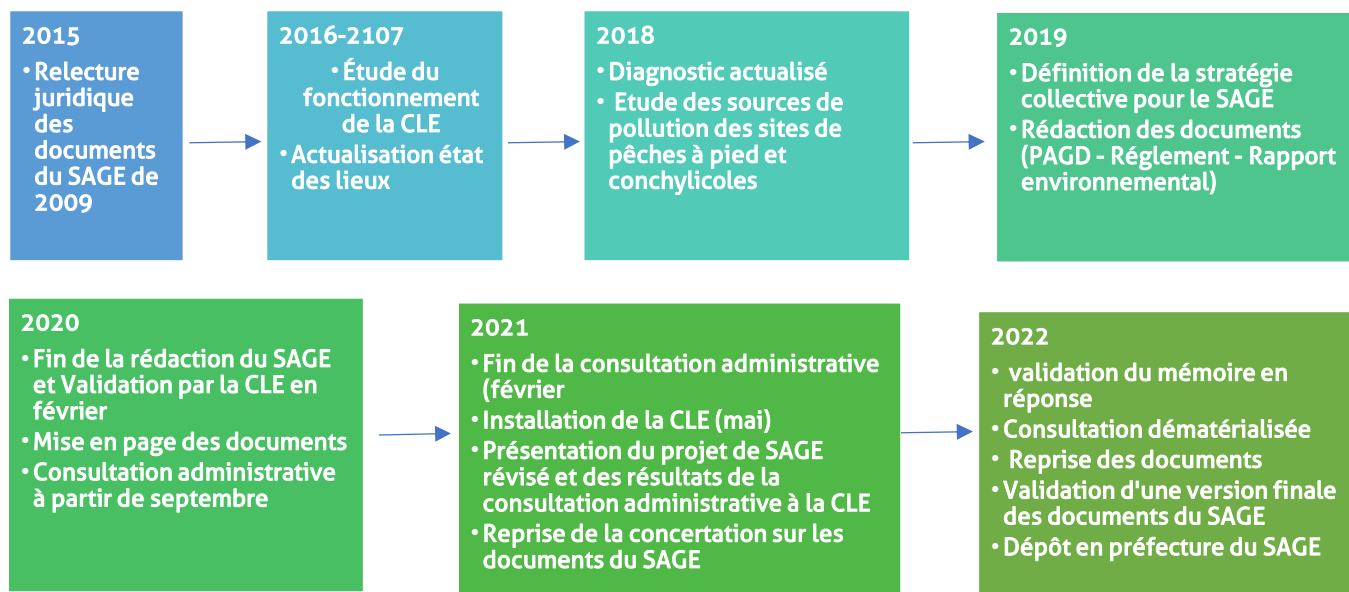 2015
• Relecture
juridique
des
documents
du SAGE de
2009
2016-2107
• Étude du
fonctionnement
de la CLE
• Actualisation état
des lieux
2018
• Diagnostic actualisé
• Etude des sources de
pollution des sites de
pêches à pied et
conchylicoles
2019
• Définition de la stratégie
collective pour le SAGE
• Rédaction des documents
(PAGD - Réglement - Rapport
environnemental)
2020
• Fin de la rédaction du SAGE
et Validation par la CLE en
février
• Mise en page des documents
• Consultation administrative
à partir de septembre
2021
• Fin de la consultation administrative
(février
• Installation de la CLE (mai)
• Présentation du projet de SAGE
révisé et des résultats de la
consultation administrative à la CLE
• Reprise de la concertation sur les
documents du SAGE
2022
• validation du mémoire en
réponse
• Consultation dématérialisée
• Reprise des documents
• Validation d'une version finale
des documents du SAGE
• Dépôt en préfecture du SAGE